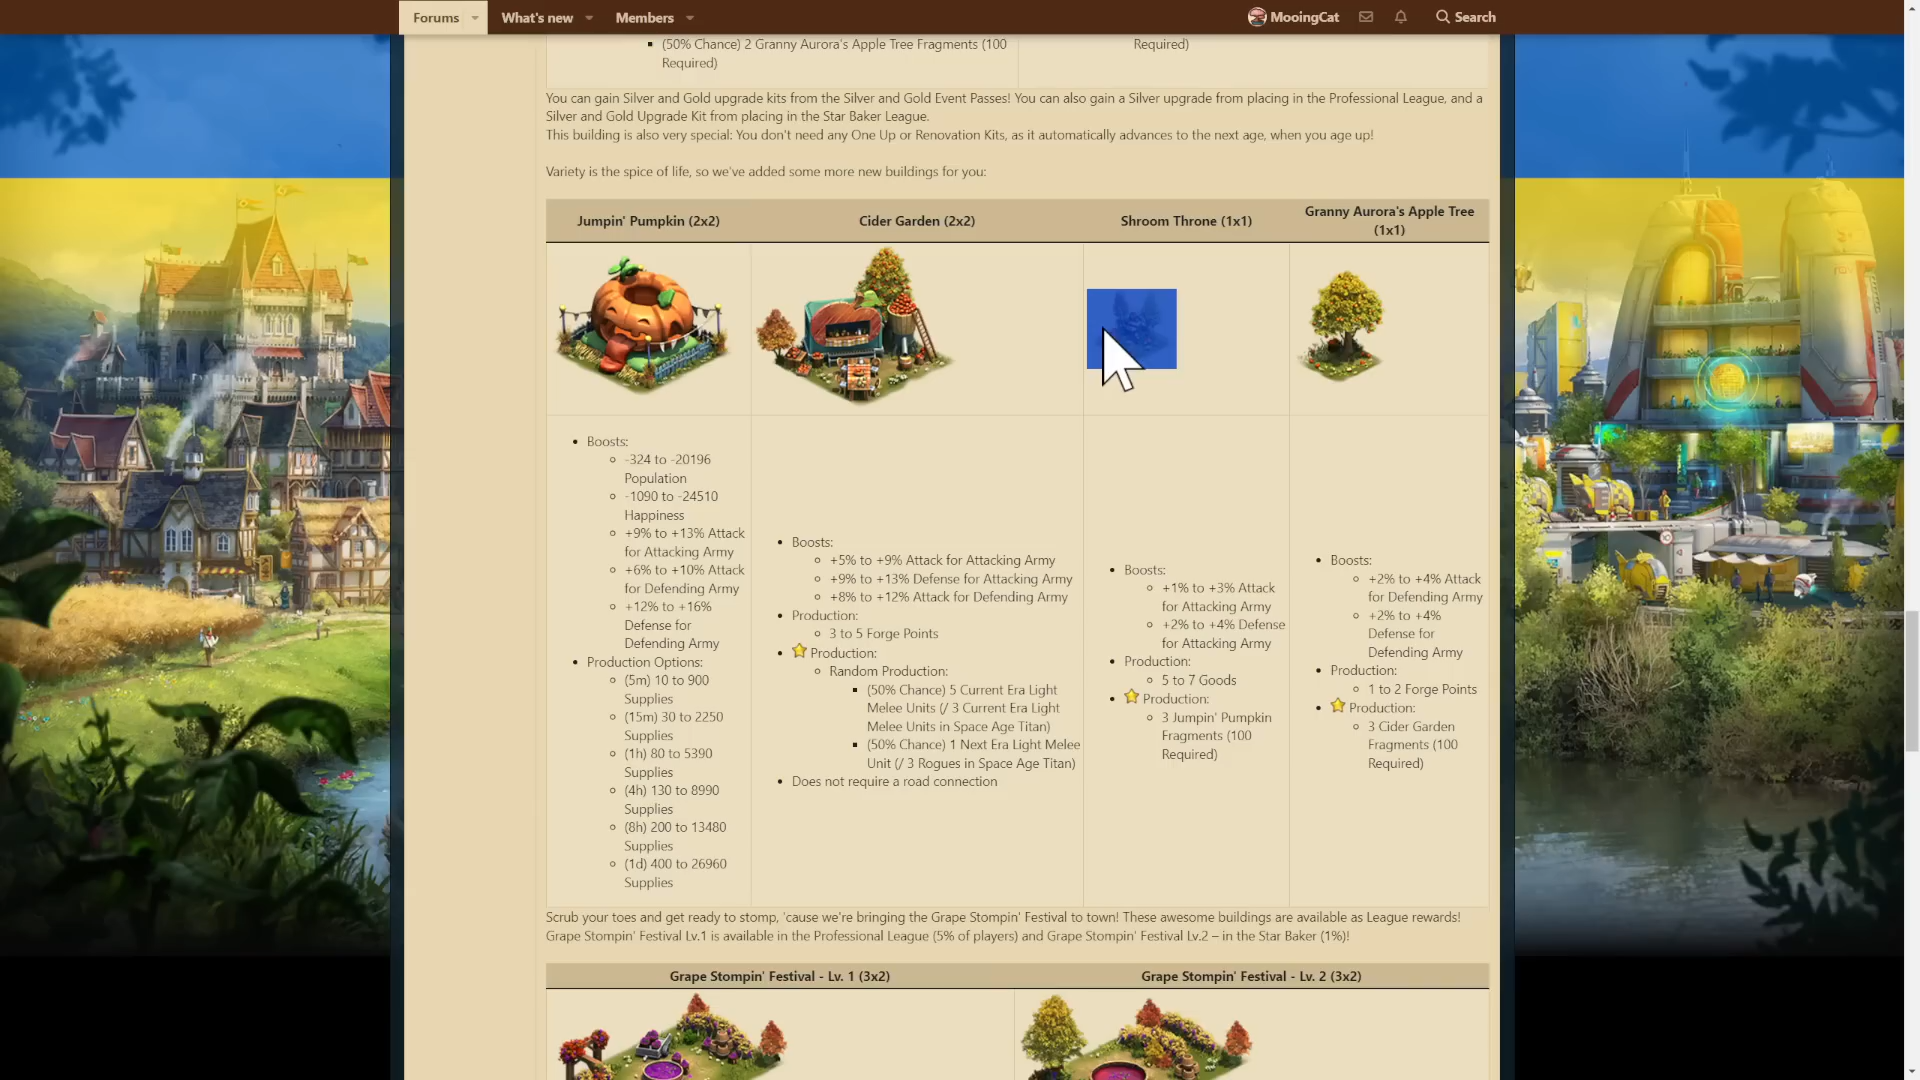 Forums
What's new
Members
MooingCat
Search
(50% Chance) 2 Granny Aurora's Apple Tree Fragments (100
Required)
Required)
You can gain Silver and Gold upgrade kits from the Silver and Gold Event Passes! You can also gain a Silver upgrade from placing in the Professional League, and a
Silver and Gold Upgrade Kit from placing in the Star Baker League.
This building is also very special: You don't need any One Up or Renovation Kits, as it automatically advances to the next age, when you age up!
Variety is the spice of life, so we've added some more new buildings for you:
Jumpin' Pumpkin (2x2)
Cider Garden (2x2)
Shroom Throne (1x1)
Granny Aurora's Apple Tree
(1x1)
Boosts:
-324 to -20196
Population
-1090 to -24510
Happiness
+9% to +13% Attack
for Attacking Army
+6% to +10% Attack
for Defending Army
+12% to +16%
Defense for
Defending Army
Production Options:
(5m) 10 to 900
Supplies
(15m) 30 to 2250
Supplies
(1h) 80 to 5390
Supplies
(4h) 130 to 8990
Supplies
(8h) 200 to 13480
Supplies
(1d) 400 to 26960
Supplies
Boosts:
+5% to +9% Attack for Attacking Army
+9% to +13% Defense for Attacking Army
+8% to +12% Attack for Defending Army
Production:
3 to 5 Forge Points
Production:
Random Production:
(50% Chance) 5 Current Era Light
Melee Units (/ 3 Current Era Light
Melee Units in Space Age Titan)
(50% Chance) 1 Next Era Light Melee
Unit (/ 3 Rogues in Space Age Titan)
Does not require a road connection
Boosts:
+1% to +3% Attack
for Attacking Army
+2% to +4% Defense
for Attacking Army
Production:
5 to 7 Goods
Production:
3 Jumpin' Pumpkin
Fragments (100
Required)
Boosts:
+2% to +4% Attack
for Defending Army
+2% to +4%
Defense for
Defending Army
Production:
1 to 2 Forge Points
Production:
3 Cider Garden
Fragments (100
Required)
Scrub your toes and get ready to stomp, 'cause we're bringing the Grape Stompin' Festival to town! These awesome buildings are available as League rewards!
Grape Stompin' Festival Lv.1 is available in the Professional League (5% of players) and Grape Stompin' Festival Lv.2 – in the Star Baker (1%)!
Grape Stompin' Festival - Lv. 1 (3x2)
Grape Stompin' Festival - Lv. 2 (3x2)